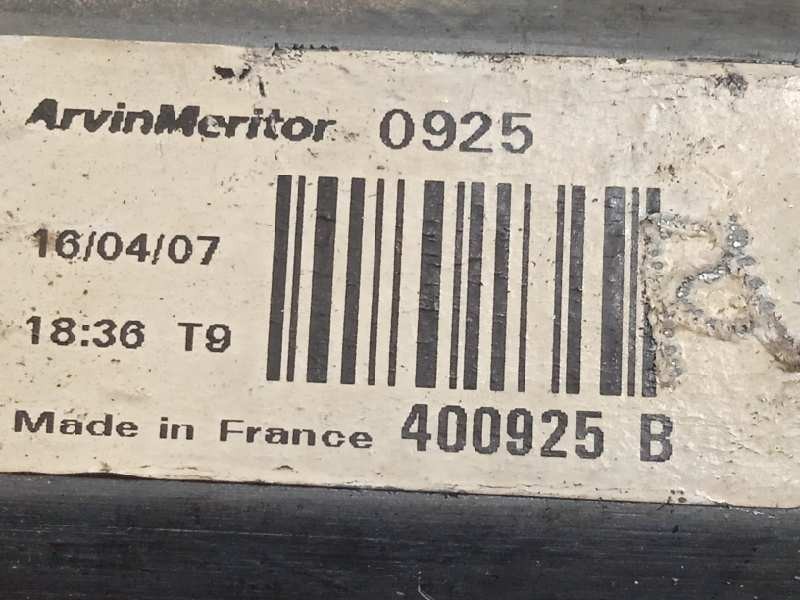 ArvinMeritor 0925
16/04/07
18:36 T9
Made in France 400925 B